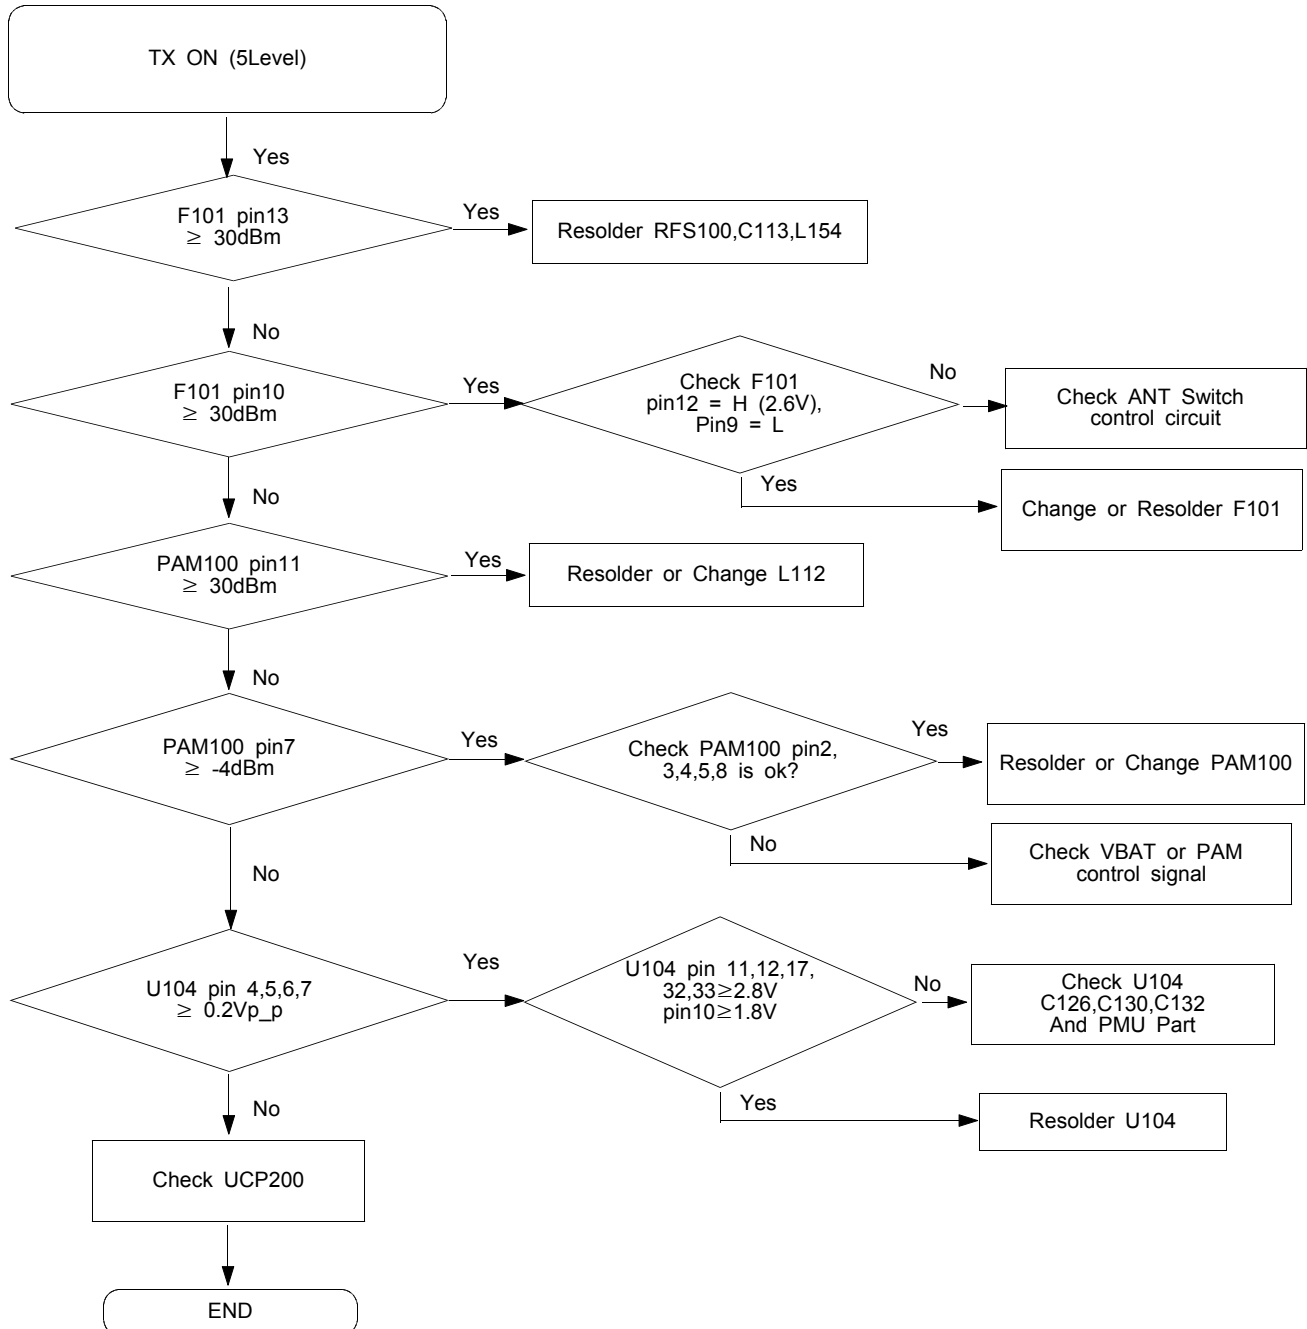 TX ON (5Level)
Yes
F101 pin13
≥ 30dBm
Yes
Resolder RFS100,C113,L154
No
F101 pin10
≥ 30dBm
Yes
Check F101
pin12 = H (2.6V),
Pin9 = L
No
Check ANT Switch
control circuit
Yes
Change or Resolder F101
No
PAM100 pin11
≥ 30dBm
Yes
Resolder or Change L112
No
PAM100 pin7
≥ -4dBm
Yes
Check PAM100 pin2,
3,4,5,8 is ok?
Yes
Resolder or Change PAM100
No
Check VBAT or PAM
control signal
No
U104 pin 4,5,6,7
≥ 0.2Vp_p
Yes
U104 pin 11,12,17,
32,33≥2.8V
pin10≥1.8V
No
Check U104
C126,C130,C132
And PMU Part
Yes
Resolder U104
No
Check UCP200
END